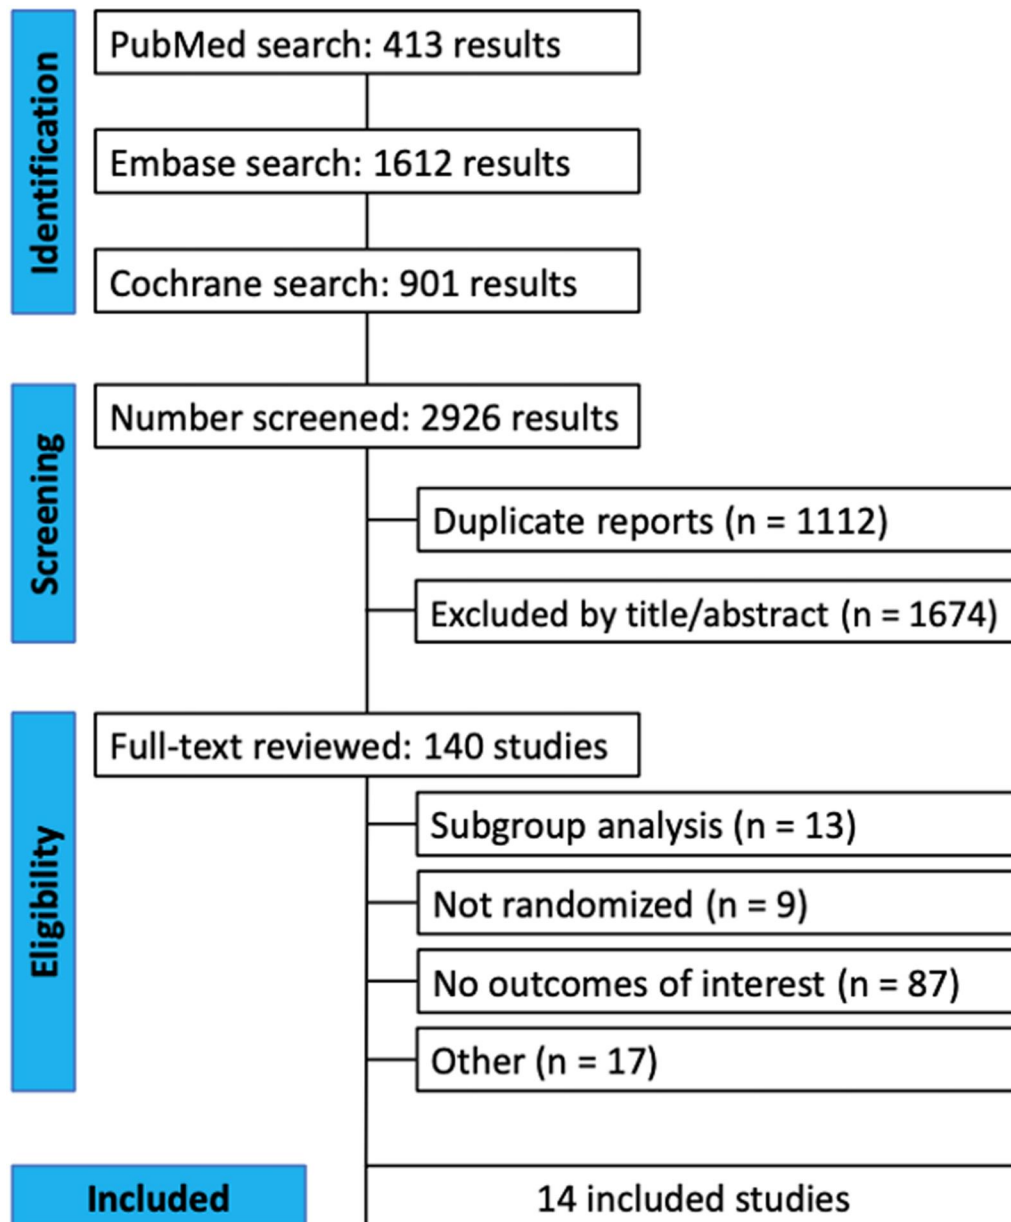 Identification
PubMed search: 413 results
Embase search: 1612 results
Cochrane search: 901 results
Screening
Number screened: 2926 results
Duplicate reports (n = 1112)
Excluded by title/abstract (n = 1674)
Eligibility
Full-text reviewed: 140 studies
Subgroup analysis (n = 13)
Not randomized (n = 9)
No outcomes of interest (n = 87)
Other (n = 17)
Included
14 included studies